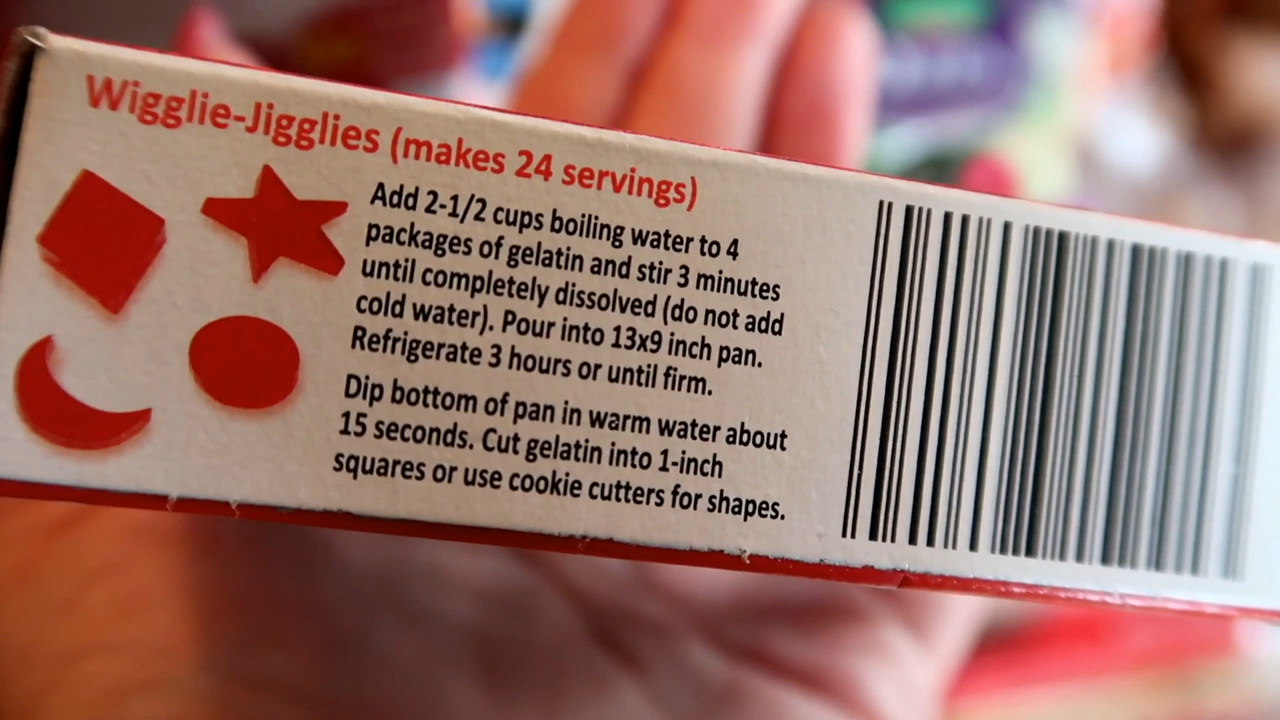 Wigglie-Jigglies (makes 24 servings)
Add 2-1/2 cups boiling water to 4
packages of gelatin and stir 3 minutes
until completely dissolved (do not add
cold water). Pour into 13x9 inch pan.
Refrigerate 3 hours or until firm.
Dip bottom of pan in warm water about
15 seconds. Cut gelatin into 1-inch
squares or use cookie cutters for shapes.